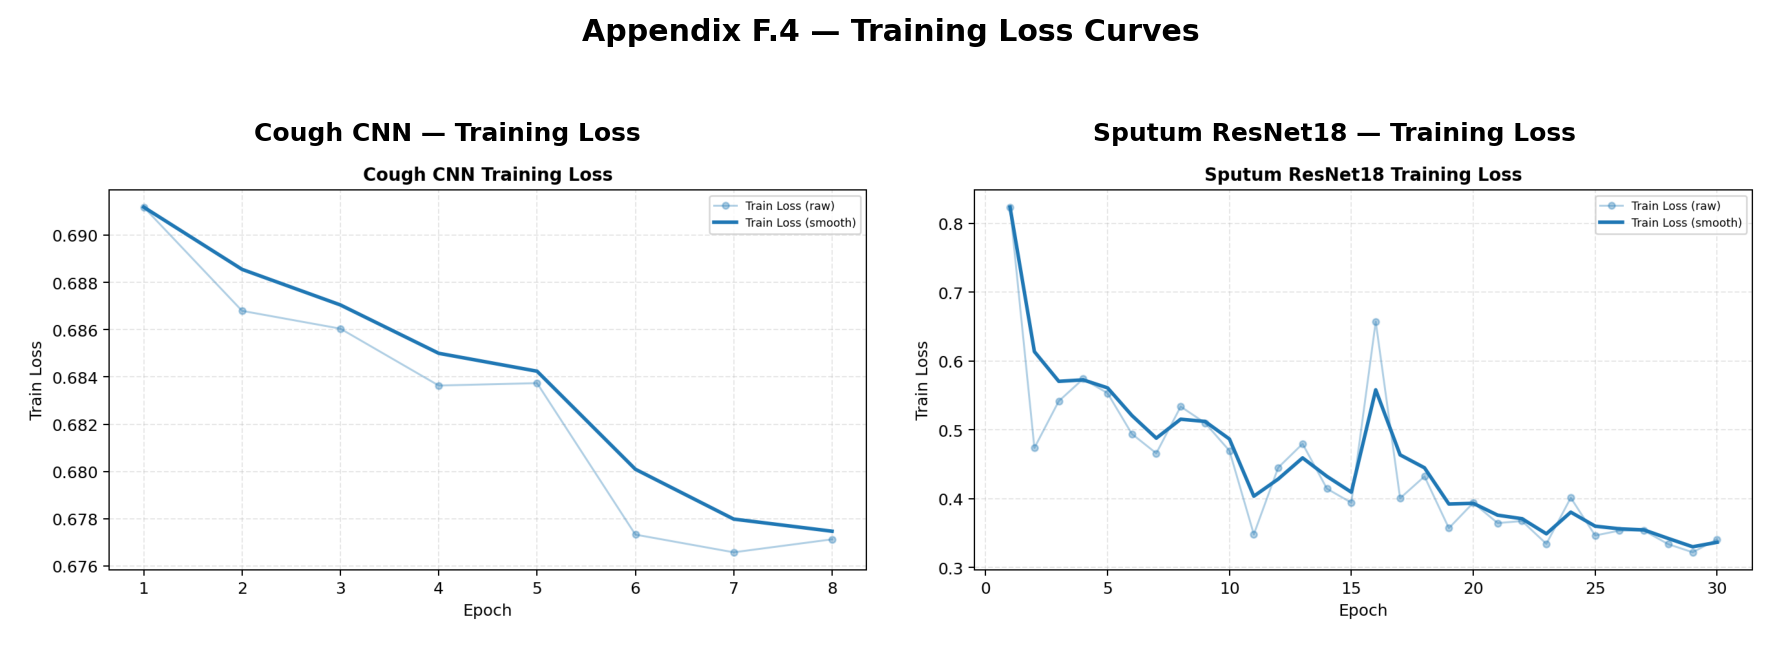 Appendix F.4 — Training Loss Curves
Cough CNN — Training Loss
Cough CNN Training Loss
Train Loss (raw)
Train Loss (smooth)
Train Loss
0.690
0.688
0.686
0.684
0.682
0.680
0.678
0.676
1 2 3 4 5 6 7 8
Epoch
Sputum ResNet18 — Training Loss
Sputum ResNet18 Training Loss
Train Loss (raw)
Train Loss (smooth)
Train Loss
0.8
0.7
0.6
0.5
0.4
0.3
0 5 10 15 20 25 30
Epoch